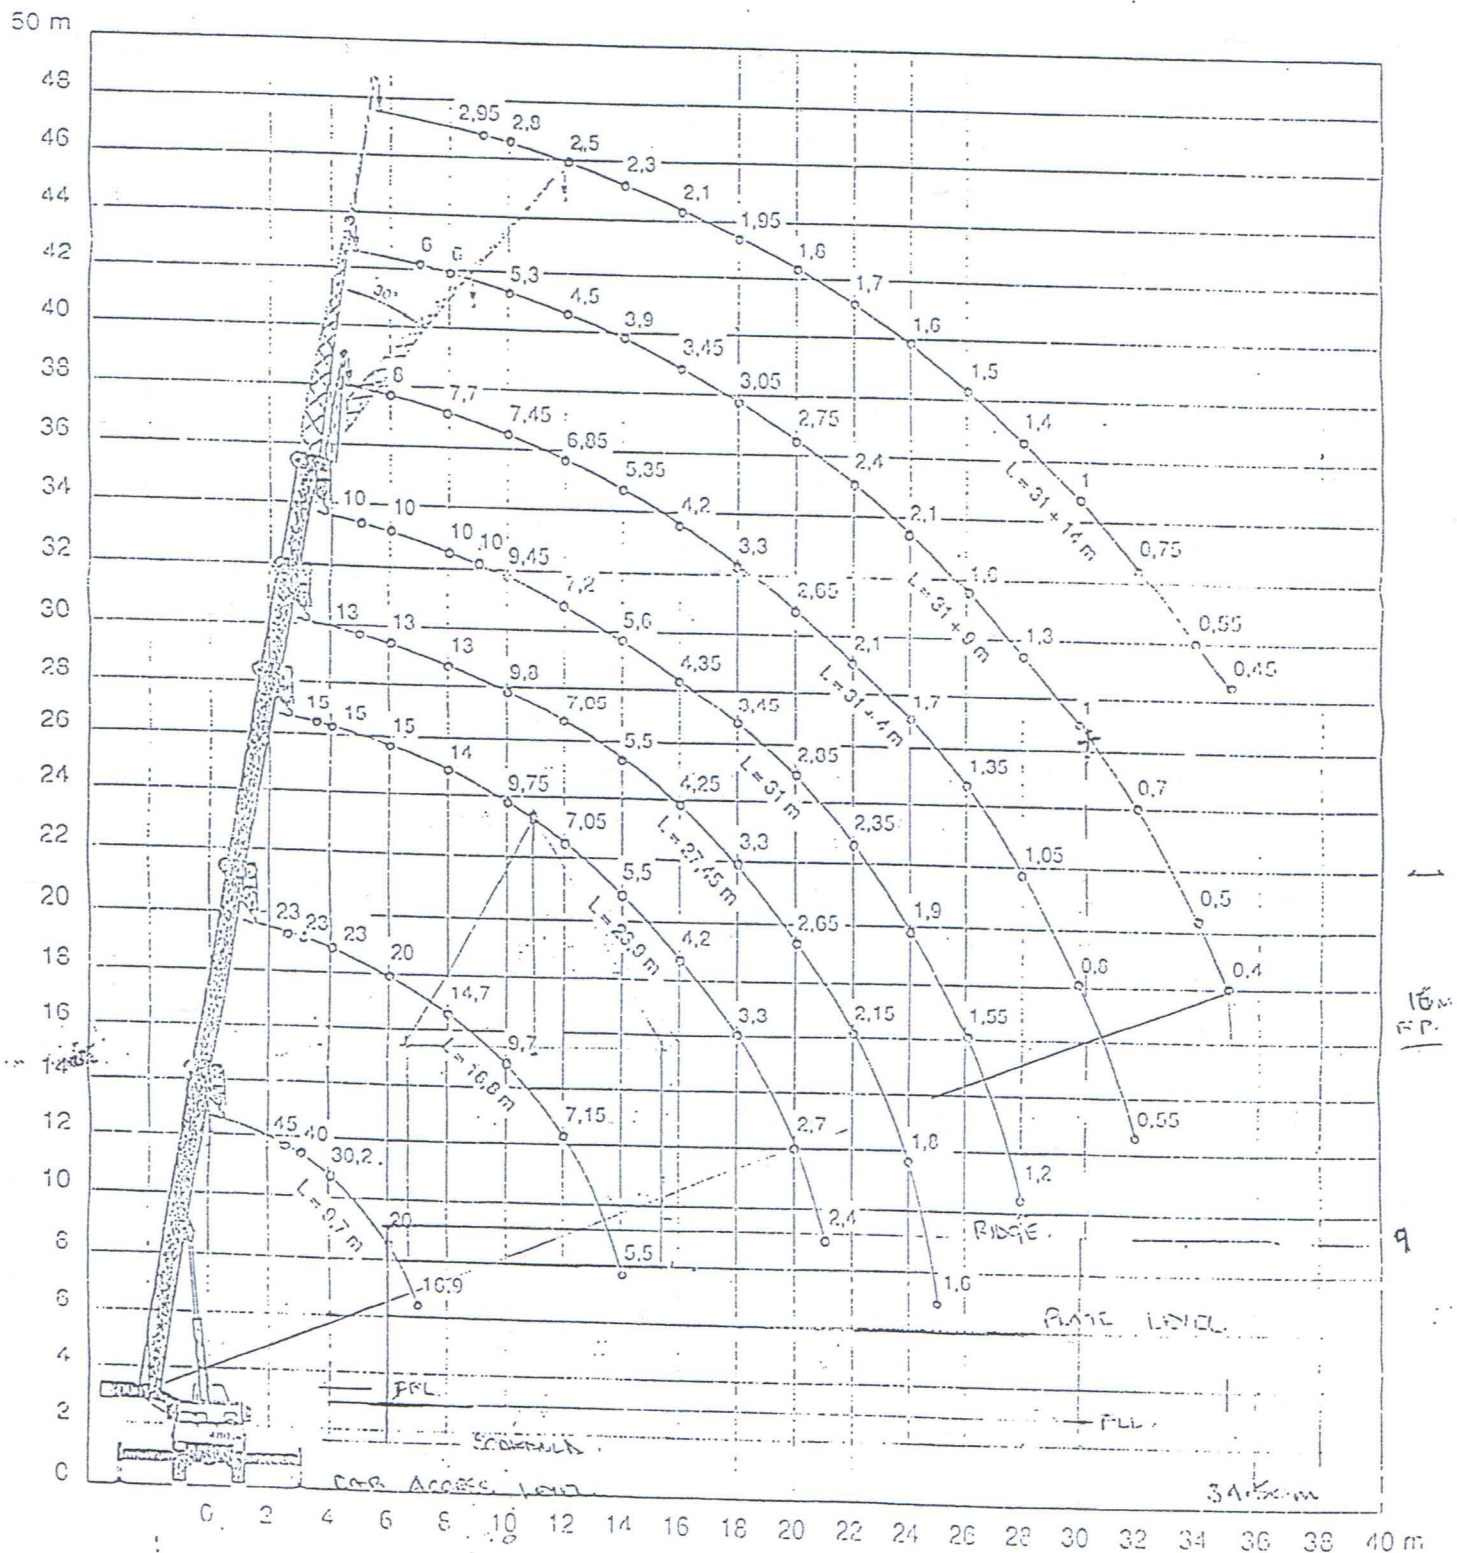 50 m
48
46
44
42
40
38
36
34
32
30
28
26
24
22
20
18
16
14
12
10
8
6
4
2
0
2,95 2,8 2,5 2,3 2,1 1,95 1,8 1,7 1,6 1,5 1,4 1 0,75 0,55 0,45
L = 31 + 14 m
6 6 5,3 4,5 3,9 3,45 3,05 2,75 2,4 2,1 1,6 1,3 1 0,7 0,5 0,4
L = 31 + 9 m
30°
8 7,7 7,45 6,85 5,35 4,2 3,3 2,65 2,1 1,7 1,35 1,05 0,8 0,55
L = 31 + 4 m
10 10 10 10 9,45 7,2 5,6 4,35 3,45 2,85 2,35 1,9 1,55 1,2
L = 31 m
13 13 13 9,8 7,05 5,5 4,25 3,3 2,65 2,15 1,8 1,6
L = 27,45 m
15 15 15 14 9,75 7,05 5,5 4,2 3,3 2,7 2,4
L = 23,9 m
23 23 23 20 14,7 9,7 7,15 5,5
L = 16,8 m
45 40 30,2 20 16,9
L = 9,7 m
RIDGE.
9
PLATE LEVEL.
FFL
FLL.
CAR ACCESS LEVEL
0 2 4 6 8 10 12 14 16 18 20 22 24 26 28 30 32 34 36 38 40 m